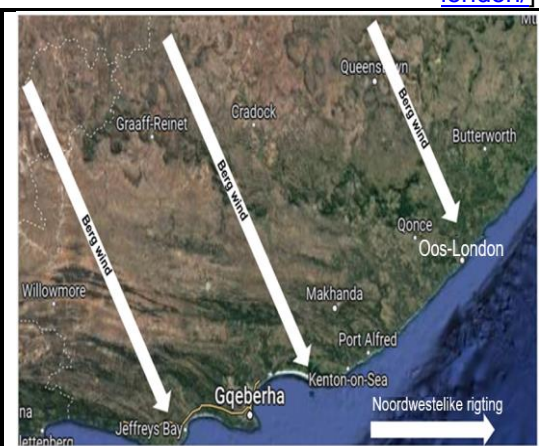 london/
Queenstown
Graaff-Reinet
Cradock
Berg wind
Butterworth
Berg wind
Qonce
Oos-London
Berg wind
Willowmore
Makhanda
Port Alfred
Kenton-on-Sea
Gqeberha
Noordwestelike rigting
Jeffreys Bay